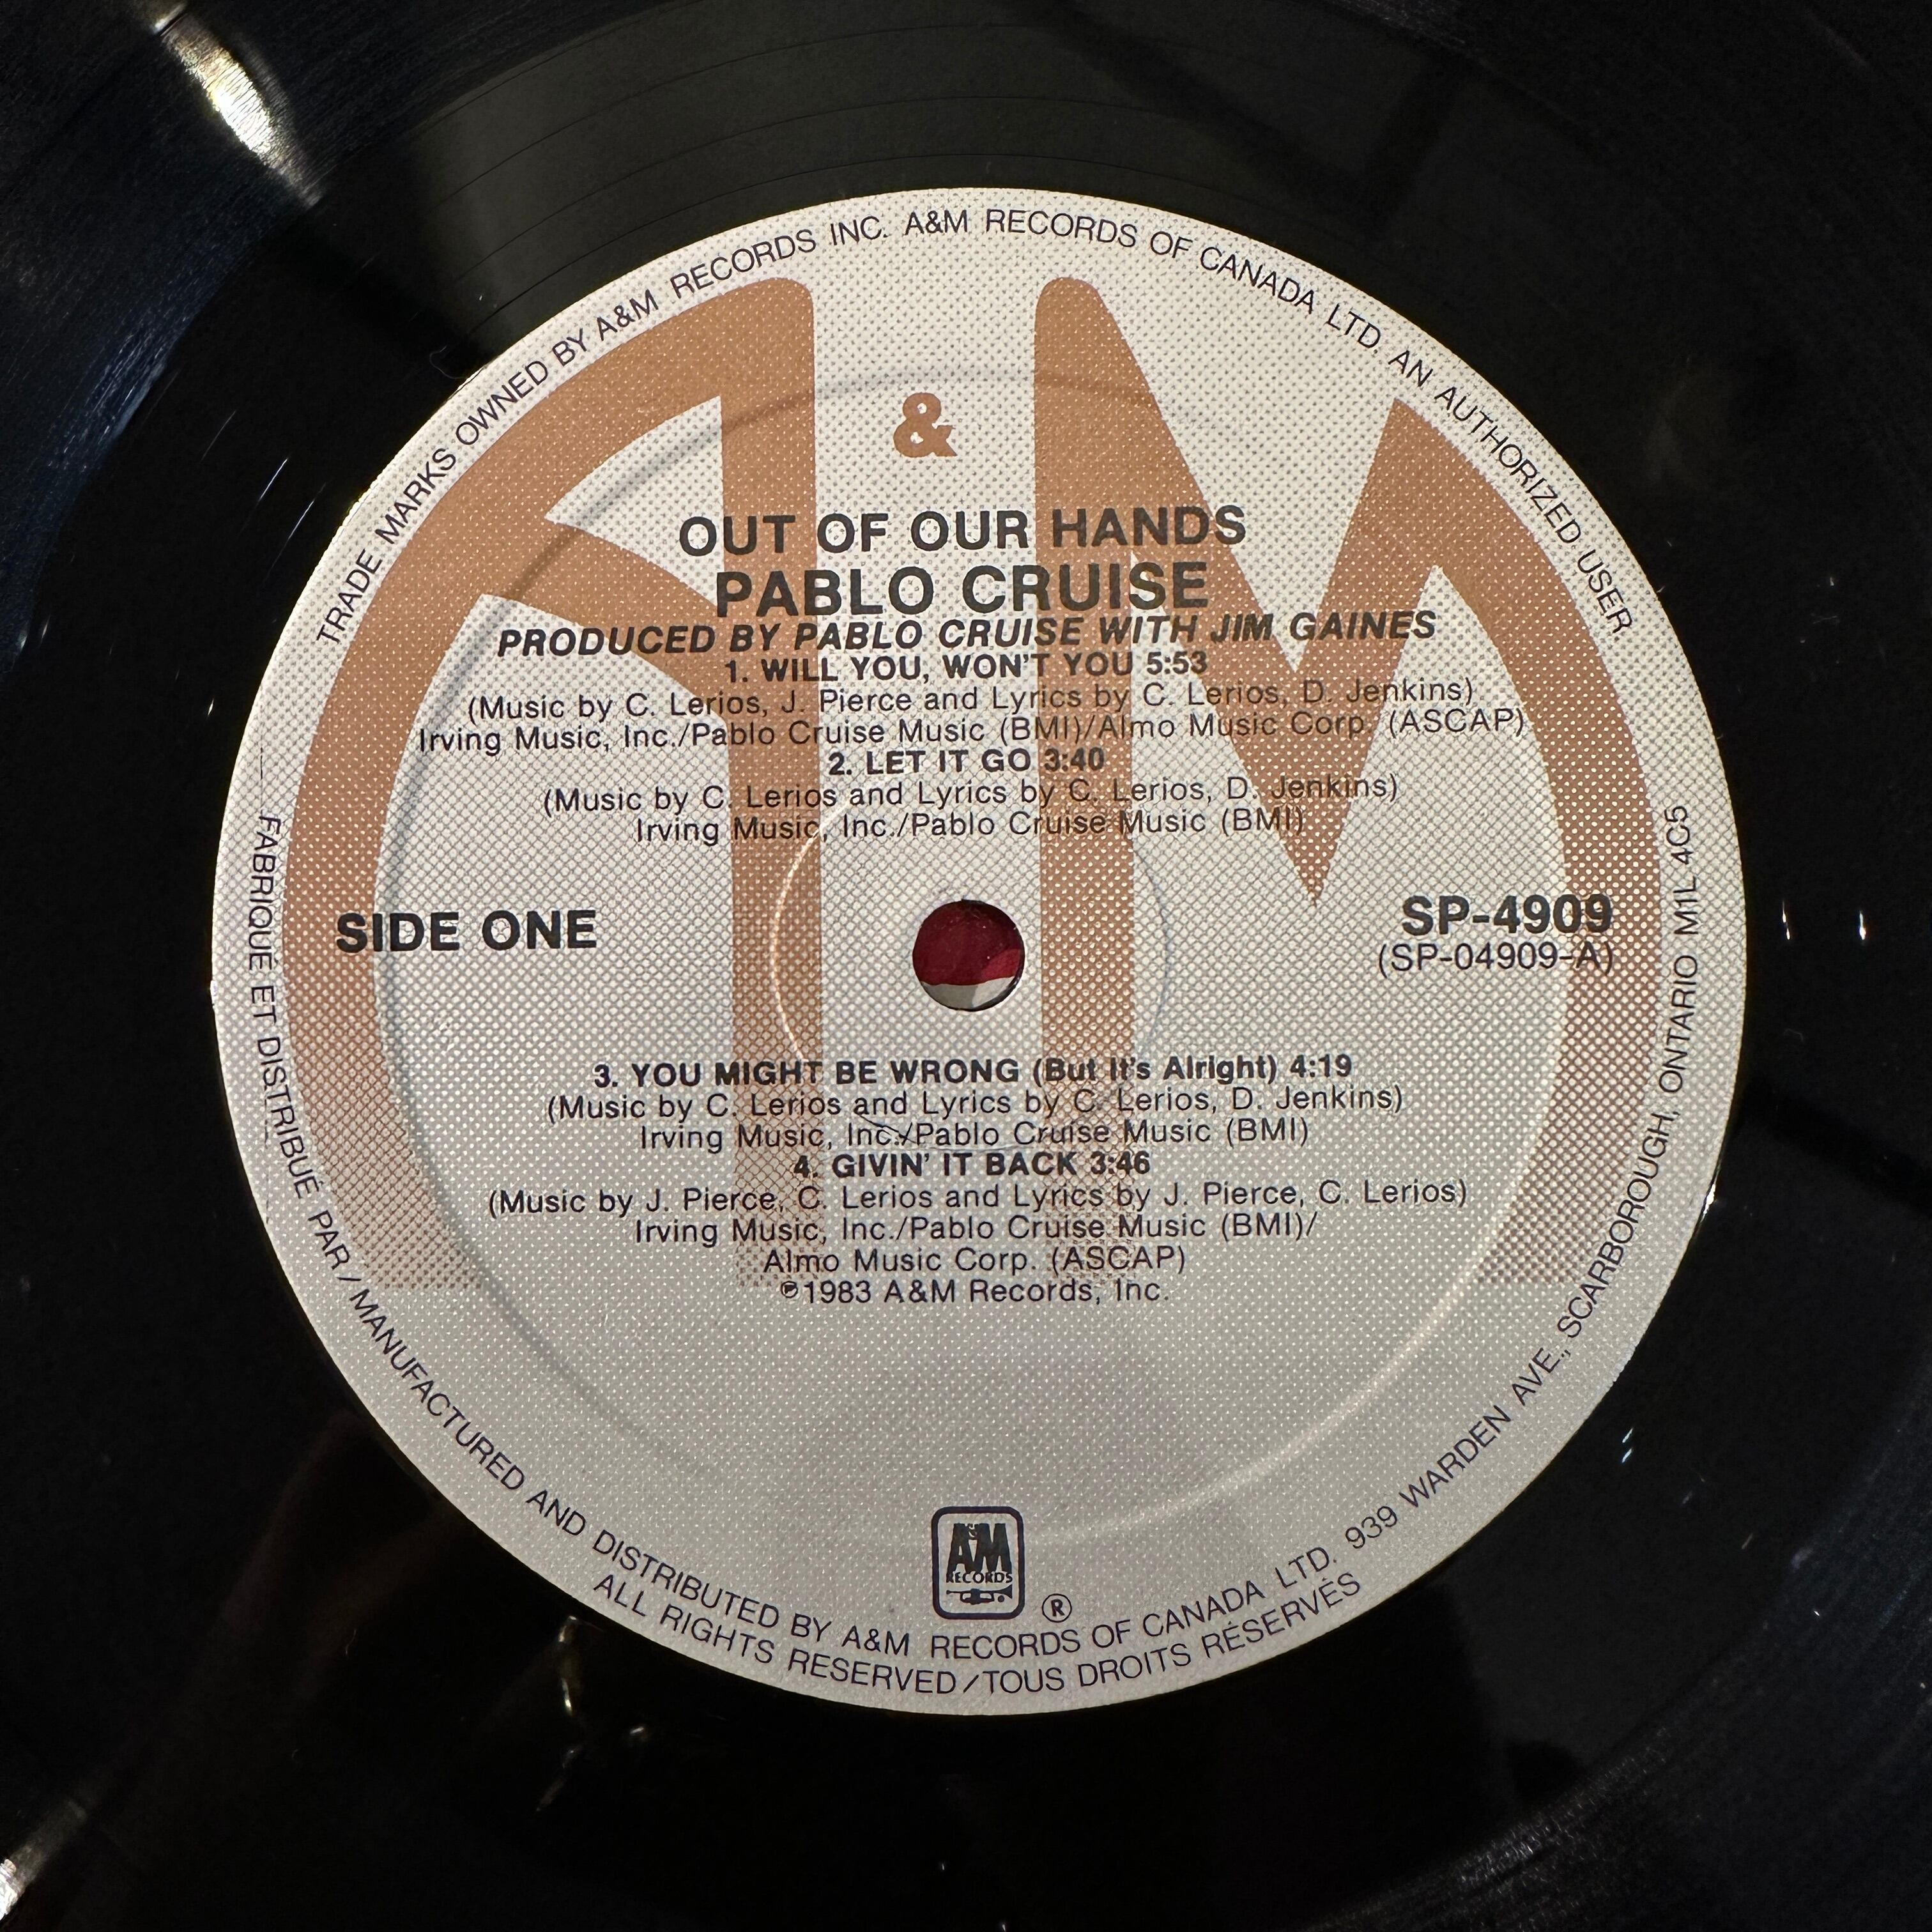 TRADE MARKS OWNED BY A&M RECORDS INC. A&M RECORDS OF CANADA LTD. AN AUTHORIZED USER
&
OUT OF OUR HANDS
PABLO CRUISE
PRODUCED BY PABLO CRUISE WITH JIM GAINES
1. WILL YOU, WON'T YOU 5:53
(Music by C. Lerios, J. Pierce and Lyrics by C. Lerios, D. Jenkins)
Irving Music, Inc./Pablo Cruise Music (BMI)/Almo Music Corp. (ASCAP)
2. LET IT GO 3:40
(Music by C. Lerios and Lyrics by C. Lerios, D. Jenkins)
Irving Music, Inc./Pablo Cruise Music (BMI)
SIDE ONE
SP-4909
(SP-04909-A)
3. YOU MIGHT BE WRONG (But It's Alright) 4:19
(Music by C. Lerios and Lyrics by C. Lerios, D. Jenkins)
Irving Music, Inc./Pablo Cruise Music (BMI)
4. GIVIN' IT BACK 3:46
(Music by J. Pierce, C. Lerios and Lyrics by J. Pierce, C. Lerios)
Irving Music, Inc./Pablo Cruise Music (BMI)/
Almo Music Corp. (ASCAP)
℗1983 A&M Records, Inc.
A&M
RECORDS
®
FABRIQUÉ ET DISTRIBUÉ PAR / MANUFACTURED AND DISTRIBUTED BY A&M RECORDS OF CANADA LTD. 939 WARDEN AVE., SCARBOROUGH, ONTARIO M1L 4C5
ALL RIGHTS RESERVED/TOUS DROITS RÉSERVÉS